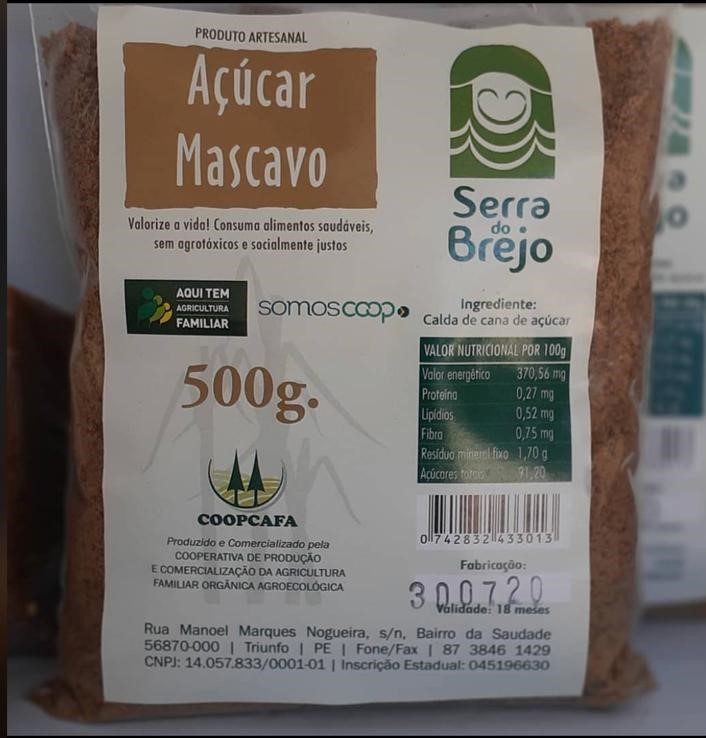 PRODUTO ARTESANAL
Açúcar
Mascavo
Valorize a vida! Consuma alimentos saudáveis,
sem agrotóxicos e socialmente justos
AQUI TEM
AGRICULTURA
FAMILIAR
somoscoop
500g.
COOPCAFA
Produzido e Comercializado pela
COOPERATIVA DE PRODUÇÃO
E COMERCIALIZAÇÃO DA AGRICULTURA
FAMILIAR ORGÂNICA AGROECOLÓGICA
Serra
do
Brejo
Ingrediente:
Calda de cana de açúcar
VALOR NUTRICIONAL POR 100g
Valor energético 370,56 mg
Proteína 0,27 mg
Lipídios 0,52 mg
Fibra 0,75 mg
Resíduo mineral fixo 1,70 g
Açúcares totais 91,20
0 742832 433013
Fabricação:
300720
Validade: 18 meses
Rua Manoel Marques Nogueira, s/n, Bairro da Saudade
56870-000 | Triunfo | PE | Fone/Fax | 87 3846 1429
CNPJ: 14.057.833/0001-01 | Inscrição Estadual: 045196630